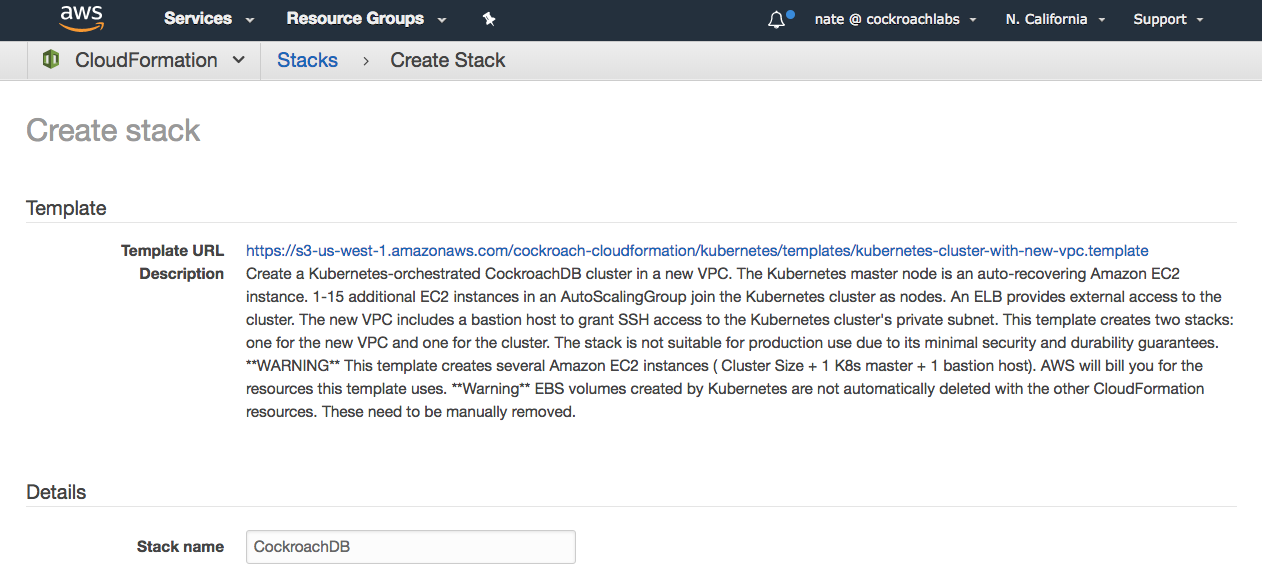 aws Services Resource Groups nate @ cockroachlabs N. California Support
CloudFormation Stacks > Create Stack
Create stack
Template
Template URL https://s3-us-west-1.amazonaws.com/cockroach-cloudformation/kubernetes/templates/kubernetes-cluster-with-new-vpc.template
Description Create a Kubernetes-orchestrated CockroachDB cluster in a new VPC. The Kubernetes master node is an auto-recovering Amazon EC2
instance. 1-15 additional EC2 instances in an AutoScalingGroup join the Kubernetes cluster as nodes. An ELB provides external access to the
cluster. The new VPC includes a bastion host to grant SSH access to the Kubernetes cluster's private subnet. This template creates two stacks:
one for the new VPC and one for the cluster. The stack is not suitable for production use due to its minimal security and durability guarantees.
**WARNING** This template creates several Amazon EC2 instances ( Cluster Size + 1 K8s master + 1 bastion host). AWS will bill you for the
resources this template uses. **Warning** EBS volumes created by Kubernetes are not automatically deleted with the other CloudFormation
resources. These need to be manually removed.
Details
Stack name CockroachDB